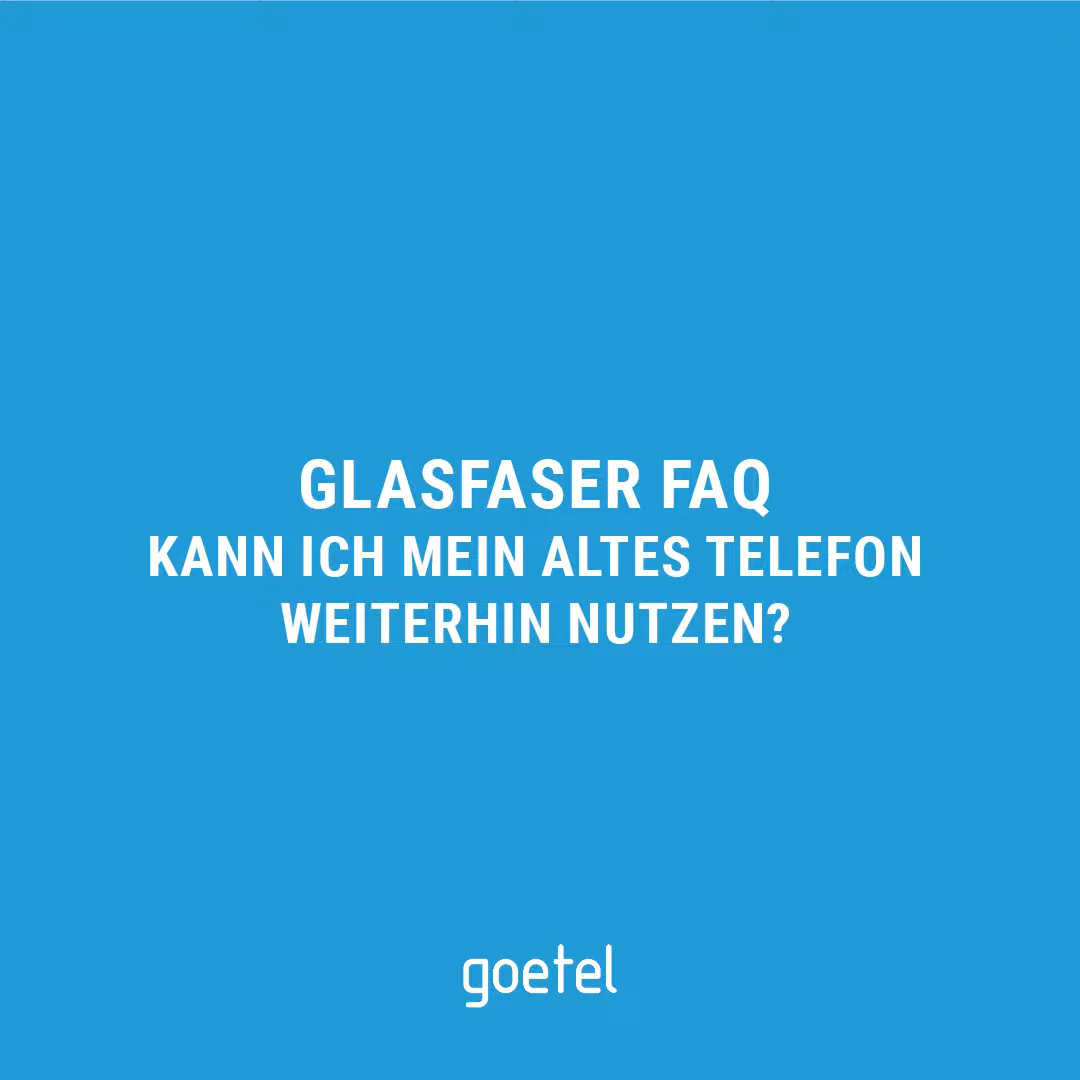 GLASFASER FAQ
KANN ICH MEIN ALTES TELEFON
WEITERHIN NUTZEN?
goetel